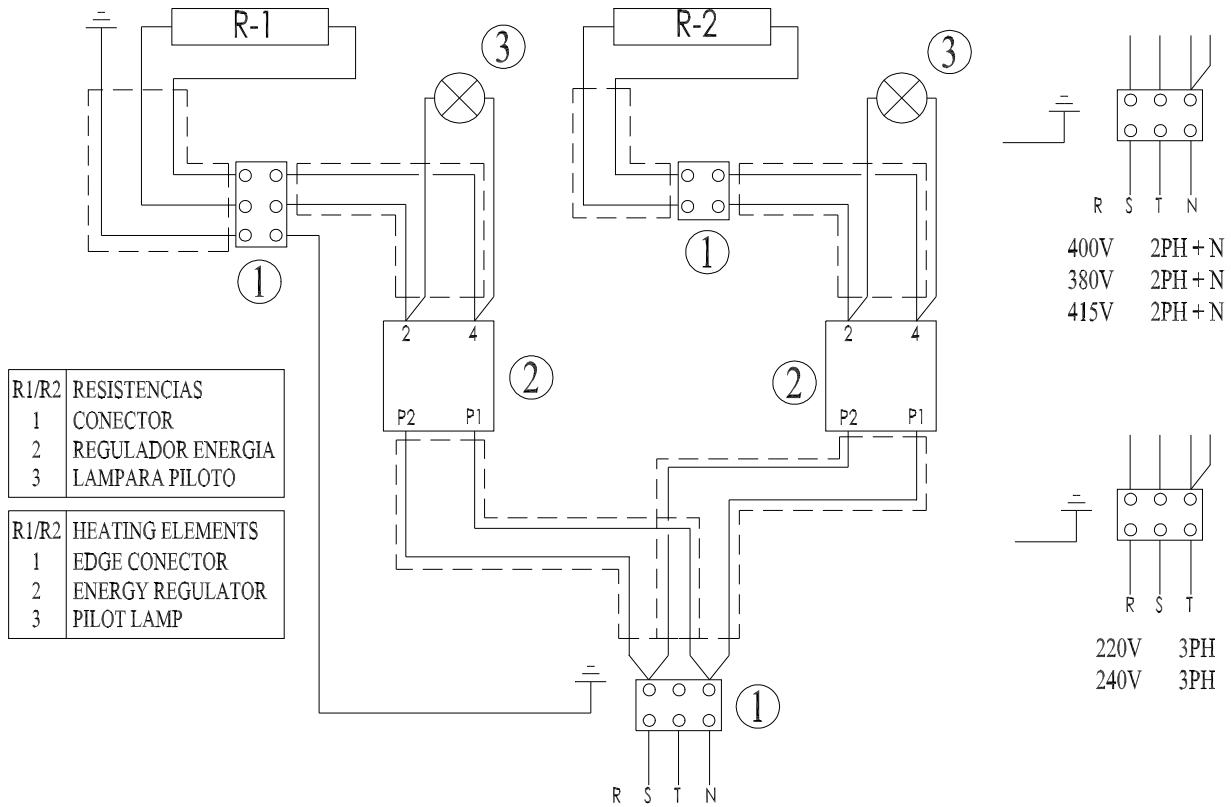 R-1
3
R-2
3
1
1
2 4
2
P2 P1
2 4
2
P2 P1
R1/R2 RESISTENCIAS
1 CONECTOR
2 REGULADOR ENERGIA
3 LAMPARA PILOTO
R1/R2 HEATING ELEMENTS
1 EDGE CONECTOR
2 ENERGY REGULATOR
3 PILOT LAMP
1
R S T N
R S T N
400V 2PH + N
380V 2PH + N
415V 2PH + N
R S T
220V 3PH
240V 3PH